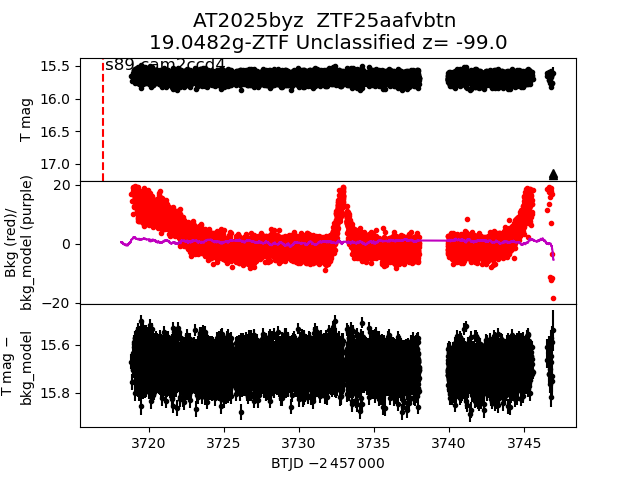 AT2025byz ZTF25aafvbtn
19.0482g-ZTF Unclassified z= -99.0
s89 cam2ccd4
15.5
16.0
16.5
17.0
T mag
20
0
−20
Bkg (red)/
bkg_model (purple)
15.6
15.8
T mag −
bkg_model
3720 3725 3730 3735 3740 3745
BTJD −2 457 000